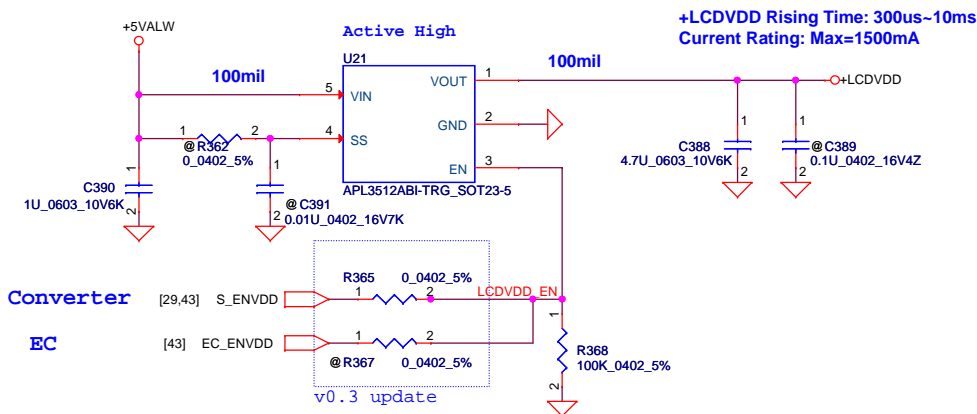 +5VALW
Active High
+LCDVDD Rising Time: 300us~10ms
Current Rating: Max=1500mA
U21
100mil
5
VIN
VOUT
1
100mil
+LCDVDD
1
@R362
2
0_0402_5%
4
SS
GND
2
EN
3
APL3512ABI-TRG_SOT23-5
1
C390
1U_0603_10V6K
2
1
@C391
0.01U_0402_16V7K
2
1
C388
4.7U_0603_10V6K
2
1
@C389
0.1U_0402_16V4Z
2
Converter
[29,43] S_ENVDD
R365 0_0402_5%
1 2
LCDVDD_EN
EC
[43] EC_ENVDD
1 2
@R367 0_0402_5%
v0.3 update
1
R368
100K_0402_5%
2